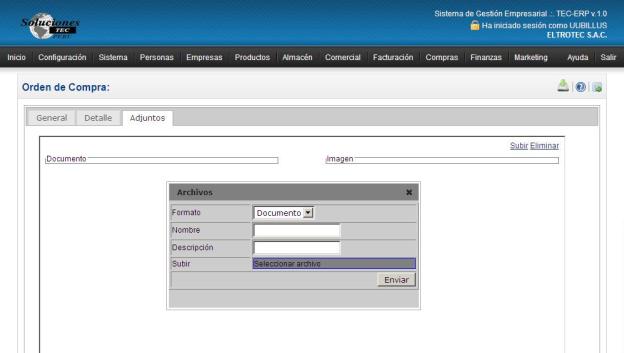 Soluciones
TEC
PERU
Sistema de Gestión Empresarial .:. TEC-ERP v.1.0
Ha iniciado sesión como UUBILLUS
ELTROTEC S.A.C.
Inicio Configuración Sistema Personas Empresas Productos Almacén Comercial Facturación Compras Finanzas Marketing Ayuda Salir
Orden de Compra:
General Detalle Adjuntos
Subir Eliminar
Documento Imagen
Archivos
Formato Documento
Nombre
Descripción
Subir Seleccionar archivo
Enviar